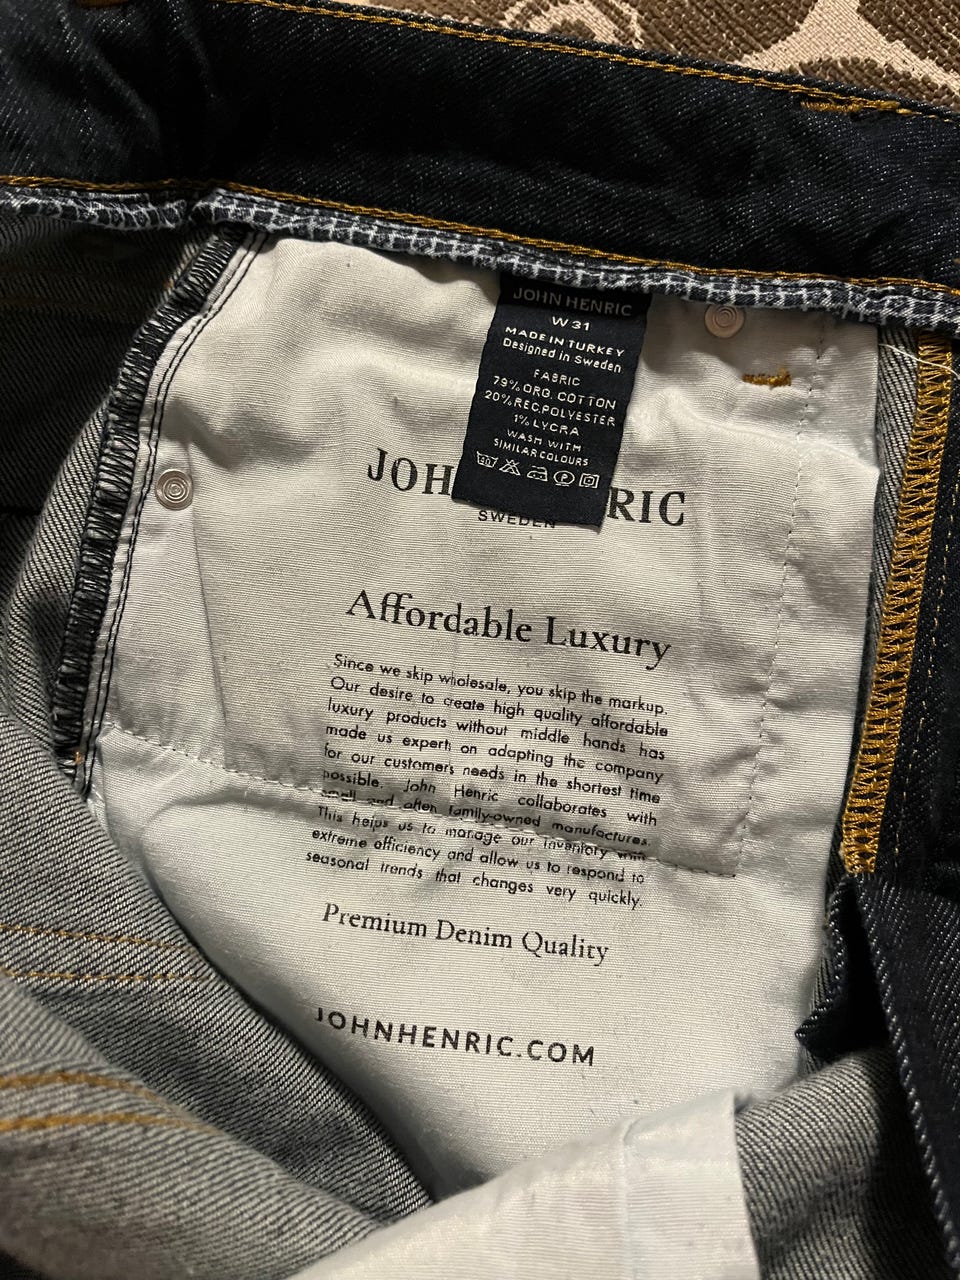 JOHN HENRIC
W 31
MADE IN TURKEY
Designed in Sweden
FABRIC
79% ORG. COTTON
20% REC.POLYESTER
1% LYCRA
WASH WITH
SIMILAR COLOURS
P
JOH RIC
SWEDEN
Affordable Luxury
Since we skip wholesale, you skip the markup.
Our desire to create high quality affordable
luxury products without middle hands has
made us expert on adapting the company
for our customers needs in the shortest time
possible. John Henric collaborates with
small and often family-owned manufactures.
This helps us to manage our inventory with
extreme efficiency and allow us to respond to
seasonal trends that changes very quickly.
Premium Denim Quality
JOHNHENRIC.COM